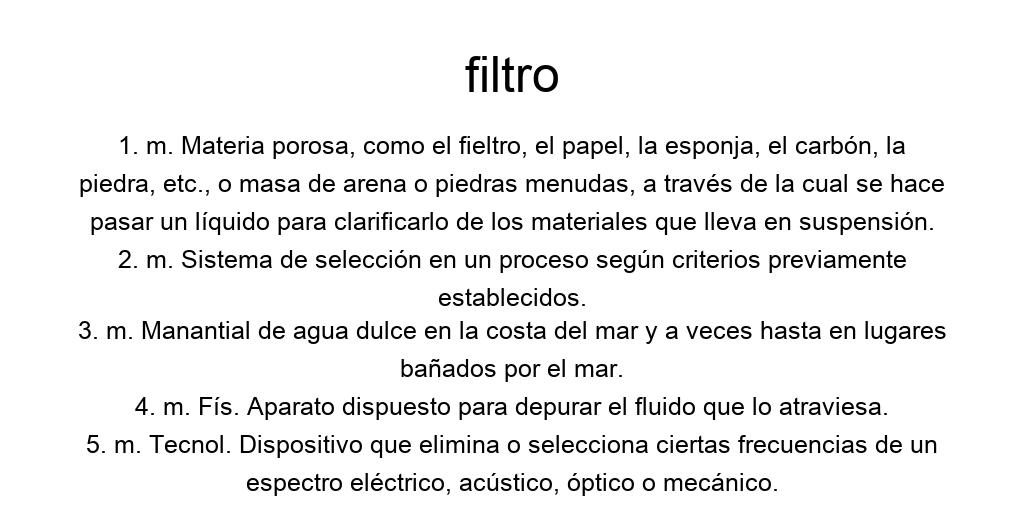 filtro
1. m. Materia porosa, como el fieltro, el papel, la esponja, el carbón, la
piedra, etc., o masa de arena o piedras menudas, a través de la cual se hace
pasar un líquido para clarificarlo de los materiales que lleva en suspensión.
2. m. Sistema de selección en un proceso según criterios previamente
establecidos.
3. m. Manantial de agua dulce en la costa del mar y a veces hasta en lugares
bañados por el mar.
4. m. Fís. Aparato dispuesto para depurar el fluido que lo atraviesa.
5. m. Tecnol. Dispositivo que elimina o selecciona ciertas frecuencias de un
espectro eléctrico, acústico, óptico o mecánico.